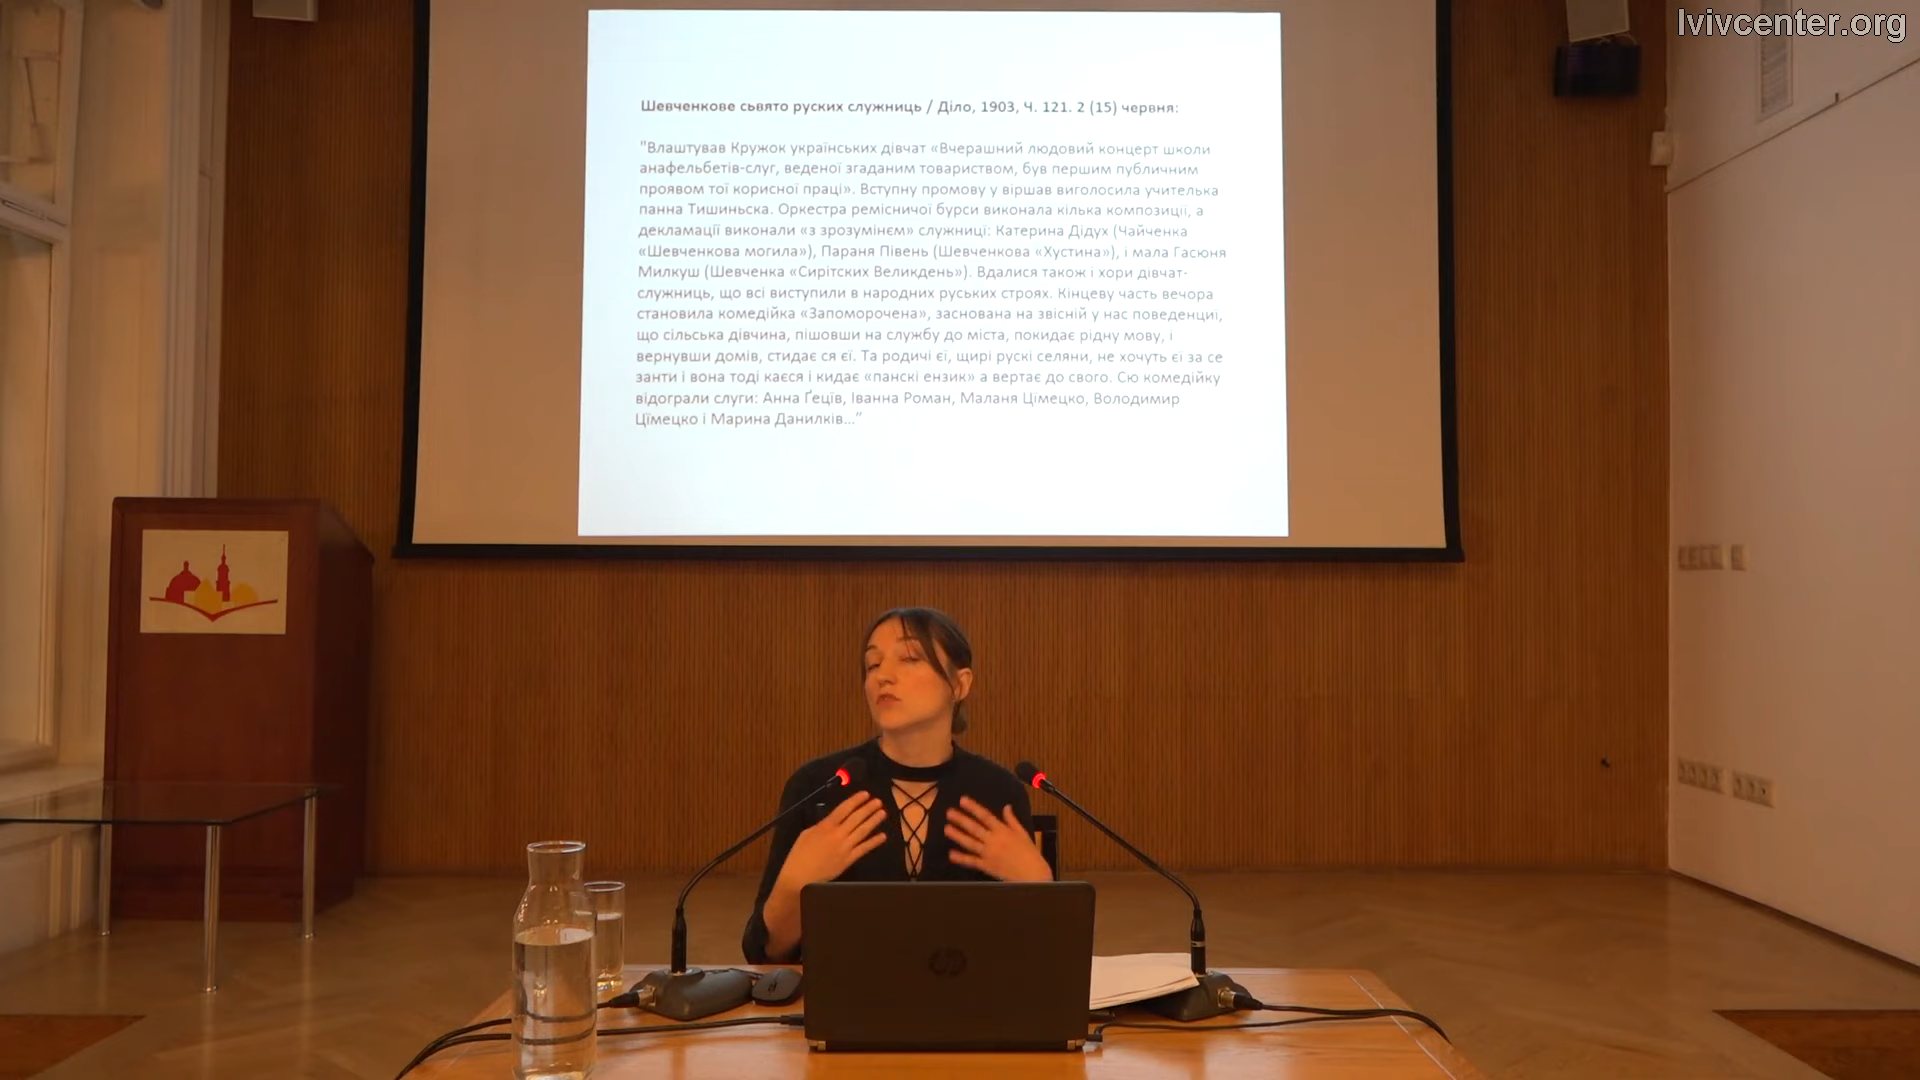 lvivcenter.org
Шевченкове сьвято руских служниць / Діло, 1903, Ч. 121. 2 (15) червня:
"Влаштував Кружок українських дівчат «Вчерашний людовий концерт школи
анафельбетів-слуг, веденої згаданим товариством, був першим публичним
проявом тої корисної праці». Вступну промову у віршав виголосила учителька
панна Тишиньска. Оркестра ремісничої бурси виконала кілька композиції, а
декламації виконали «з зрозумінєм» служниці: Катерина Дідух (Чайченка
«Шевченкова могила»), Параня Півень (Шевченкова «Хустина»), і мала Гасюня
Милкуш (Шевченка «Сирітских Великдень»). Вдалися також і хори дівчат-
служниць, що всі виступили в народних руських строях. Кінцеву часть вечора
становила комедійка «Запоморочена», заснована на звісній у нас поведенциї,
що сільська дівчина, пішовши на службу до міста, покидає рідну мову, і
вернувши домів, стидає ся єї. Та родичі єї, щирі рускі селяни, не хочуть єї за се
занти і вона тоді каєся і кидає «панскі ензик» а вертає до свого. Сю комедійку
відограли слуги: Анна Ґеців, Іванна Роман, Маланя Цімецко, Володимир
Цїмецко і Марина Данилків..."
hp